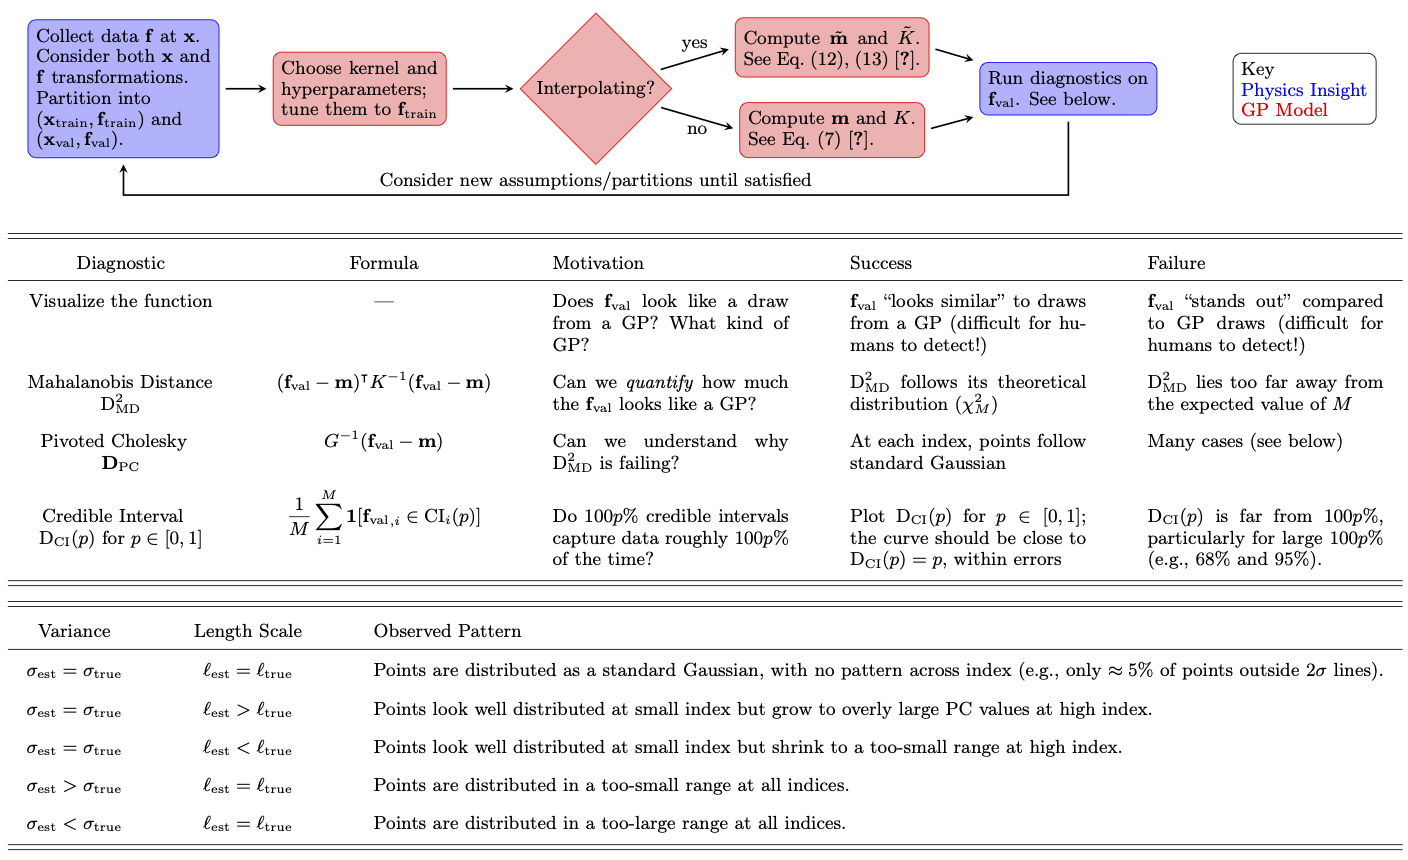 Collect data f at x.
Consider both x and
f transformations.
Partition into
(x_train, f_train) and
(x_val, f_val).
Choose kernel and
hyperparameters;
tune them to f_train
Interpolating?
yes
no
Compute m̃ and K̃.
See Eq. (12), (13) [?].
Compute m and K.
See Eq. (7) [?].
Run diagnostics on
f_val. See below.
Key
Physics Insight
GP Model
Consider new assumptions/partitions until satisfied
Diagnostic Formula Motivation Success Failure
Visualize the function
—
Does f_val look like a draw
from a GP? What kind of
GP?
f_val “looks similar” to draws
from a GP (difficult for hu-
mans to detect!)
f_val “stands out” compared
to GP draws (difficult for
humans to detect!)
Mahalanobis Distance
D²_MD
(f_val − m)ᵀK⁻¹(f_val − m)
Can we quantify how much
the f_val looks like a GP?
D²_MD follows its theoretical
distribution (χ²_M)
D²_MD lies too far away from
the expected value of M
Pivoted Cholesky
D_PC
G⁻¹(f_val − m)
Can we understand why
D²_MD is failing?
At each index, points follow
standard Gaussian
Many cases (see below)
Credible Interval
D_CI(p) for p ∈ [0, 1]
1/M ∑_{i=1}^{M} 1[f_val,i ∈ CI_i(p)]
Do 100p% credible intervals
capture data roughly 100p%
of the time?
Plot D_CI(p) for p ∈ [0, 1];
the curve should be close to
D_CI(p) = p, within errors
D_CI(p) is far from 100p%,
particularly for large 100p%
(e.g., 68% and 95%).
Variance Length Scale Observed Pattern
σ_est = σ_true ℓ_est = ℓ_true Points are distributed as a standard Gaussian, with no pattern across index (e.g., only ≈ 5% of points outside 2σ lines).
σ_est = σ_true ℓ_est > ℓ_true Points look well distributed at small index but grow to overly large PC values at high index.
σ_est = σ_true ℓ_est < ℓ_true Points look well distributed at small index but shrink to a too-small range at high index.
σ_est > σ_true ℓ_est = ℓ_true Points are distributed in a too-small range at all indices.
σ_est < σ_true ℓ_est = ℓ_true Points are distributed in a too-large range at all indices.